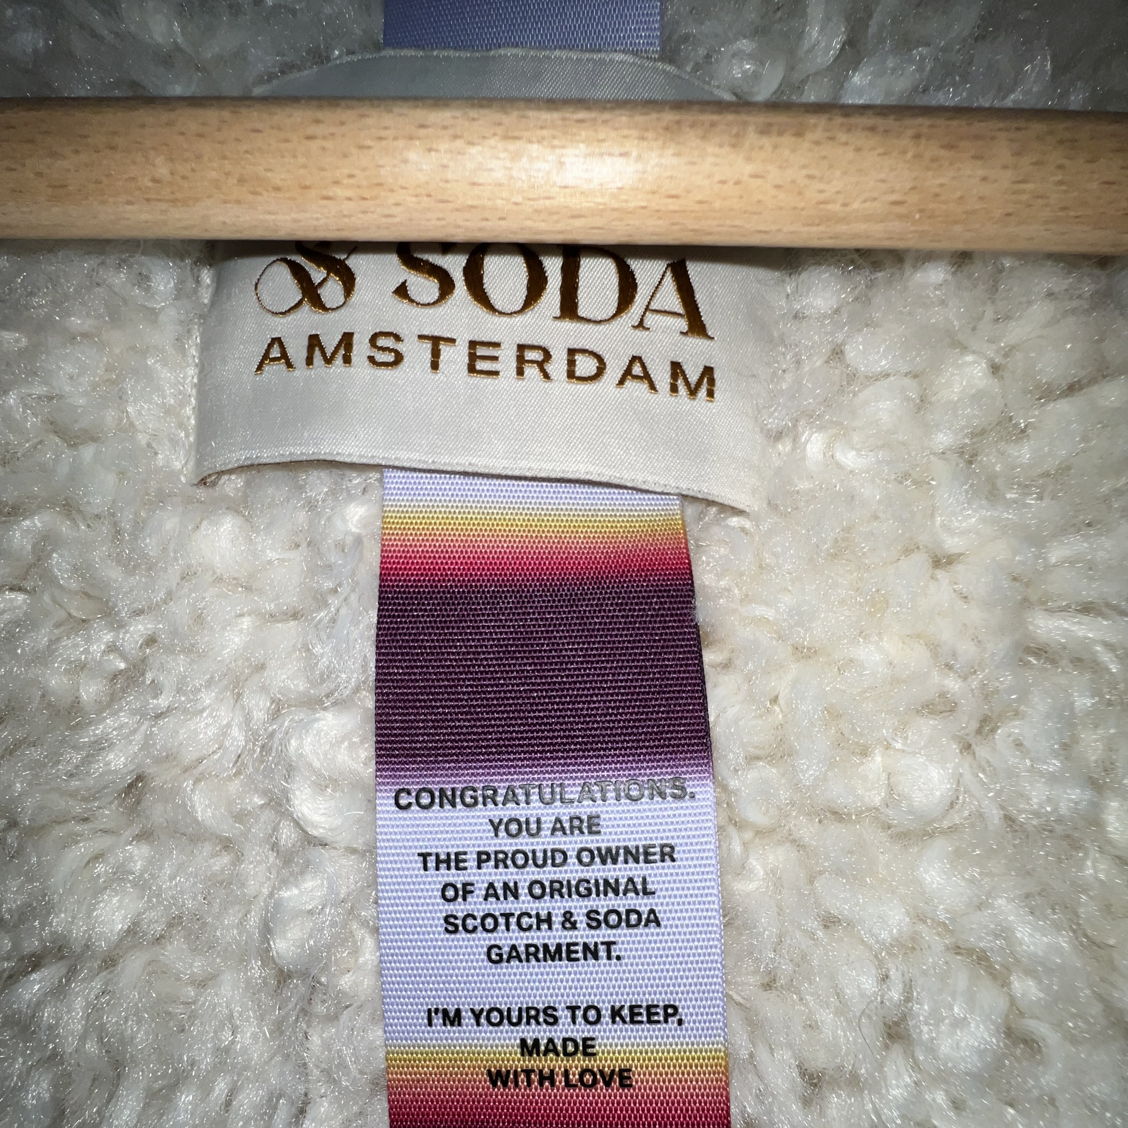 & SODA
AMSTERDAM
CONGRATULATIONS.
YOU ARE
THE PROUD OWNER
OF AN ORIGINAL
SCOTCH & SODA
GARMENT.
I'M YOURS TO KEEP,
MADE
WITH LOVE